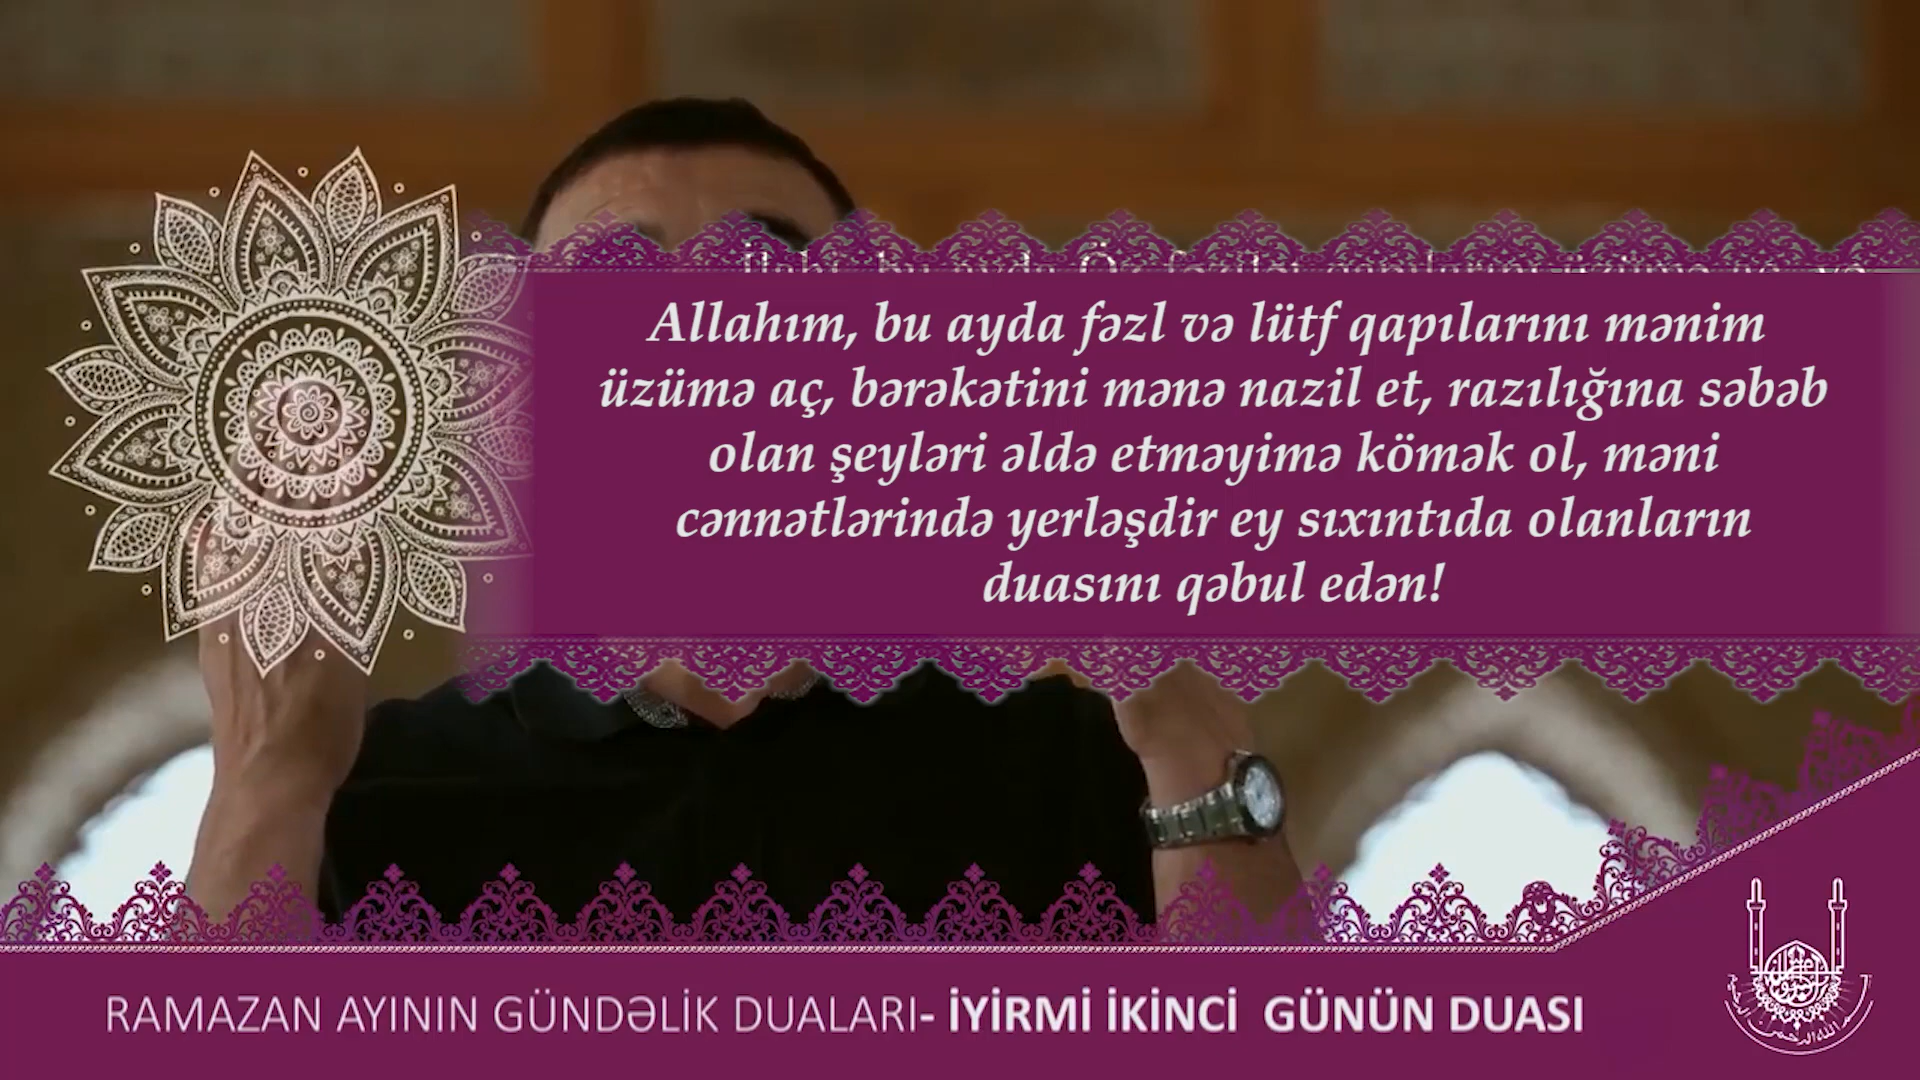 Allahım, bu ayda fəzl və lütf qapılarını mənim
üzümə aç, bərəkətini mənə nazil et, razılığına səbəb
olan şeyləri əldə etməyimə kömək ol, məni
cənnətlərində yerləşdir ey sıxıntıda olanların
duasını qəbul edən!
RAMAZAN AYININ GÜNDƏLİK DUALARI- İYİRMİ İKİNCİ GÜNÜN DUASI